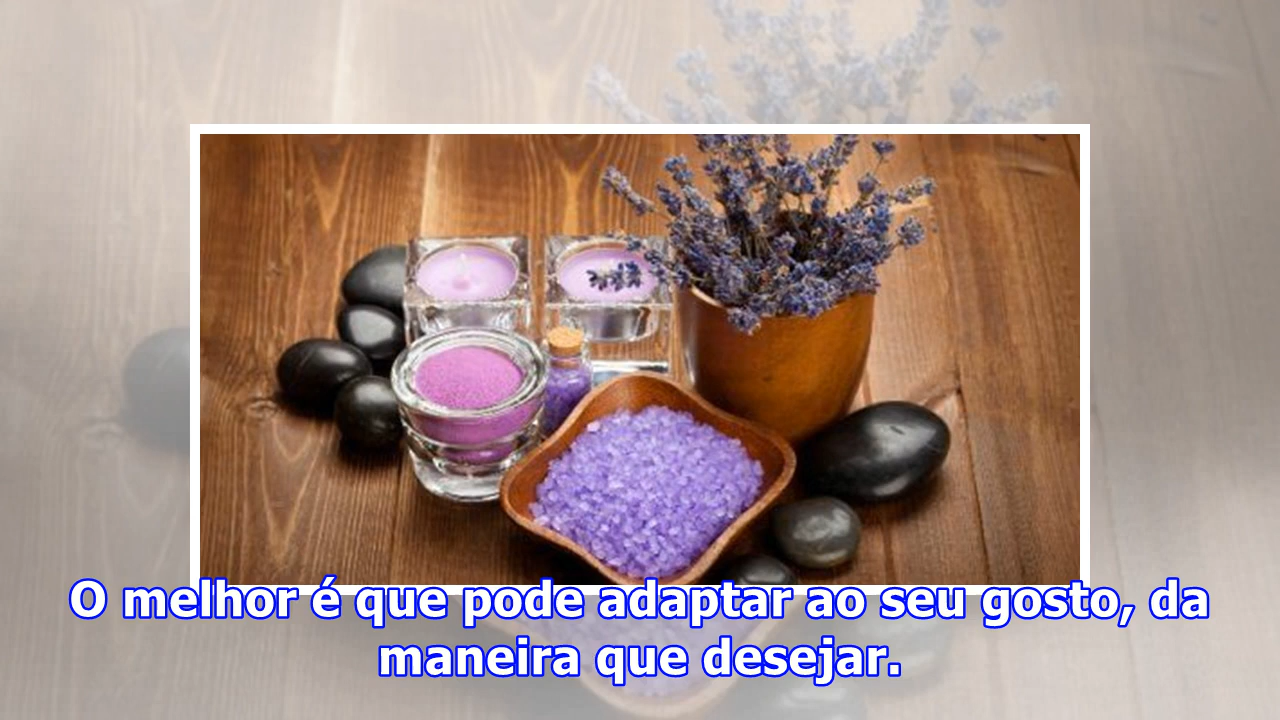 O melhor é que pode adaptar ao seu gosto, da
maneira que desejar.